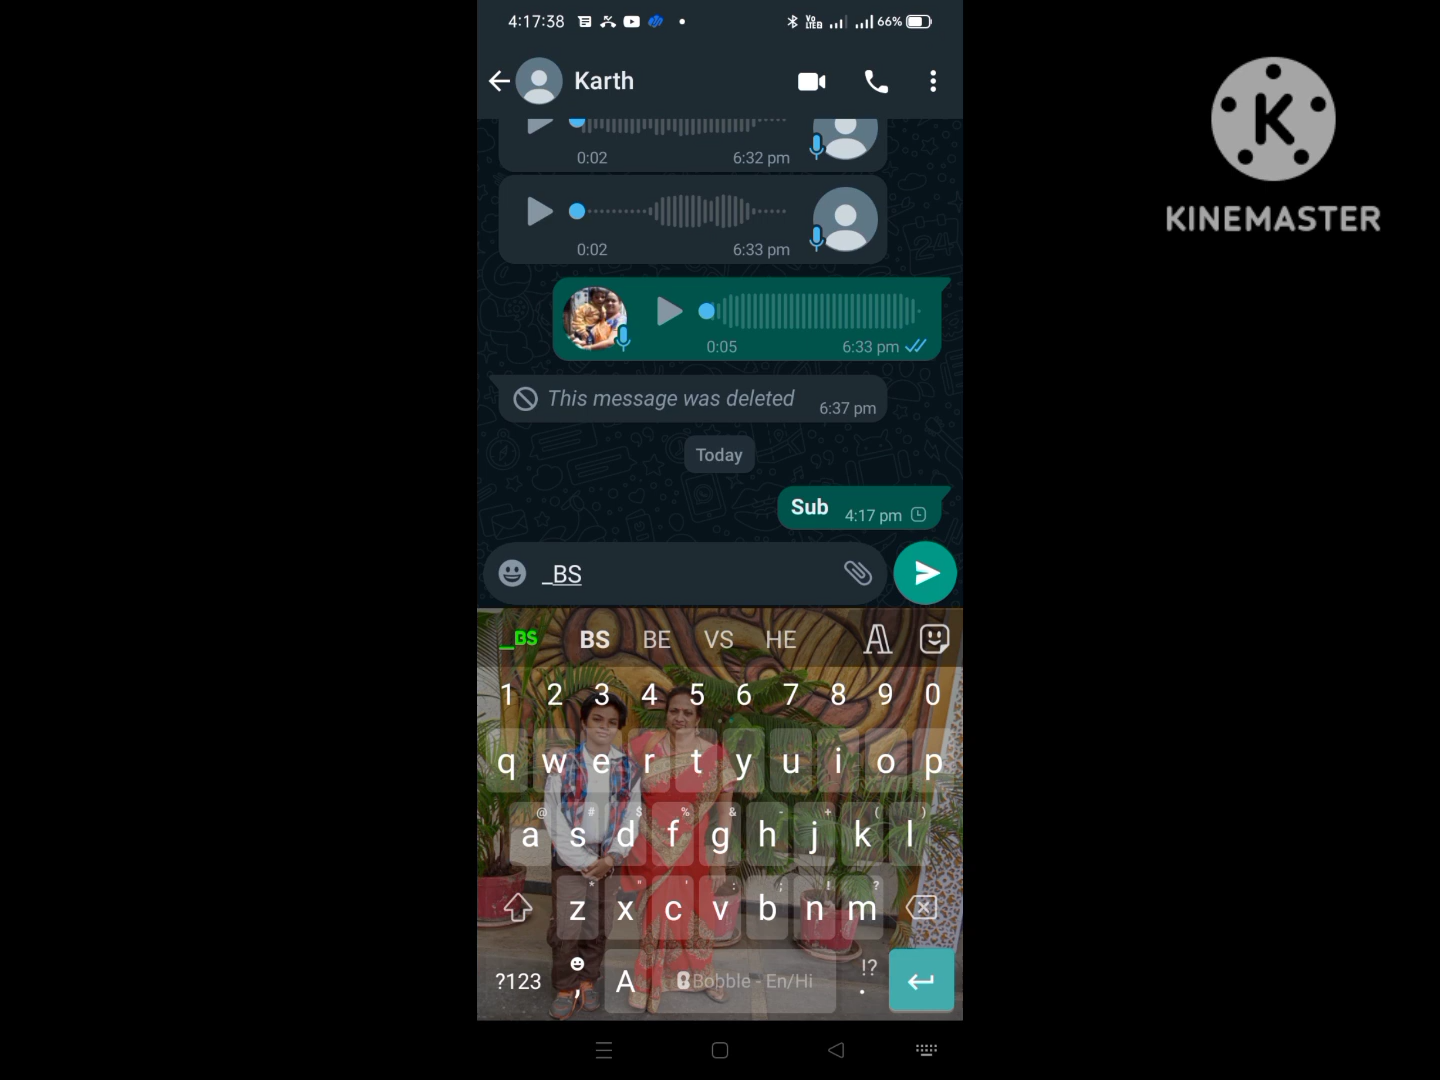 4:17:38 Vo LTE 66%
Karth
KINEMASTER
0:02 6:32 pm
0:02 6:33 pm
0:05 6:33 pm
This message was deleted 6:37 pm
Today
Sub 4:17 pm
_BS
_BS BS BE VS HE
1 2 3 4 5 6 7 8 9 0
q w e r t y u i o p
@ # $ % & - + ( )
a s d f g h j k l
* " ' : ; ! ?
z x c v b n m
?123 , A Bobble - En/Hi !? .